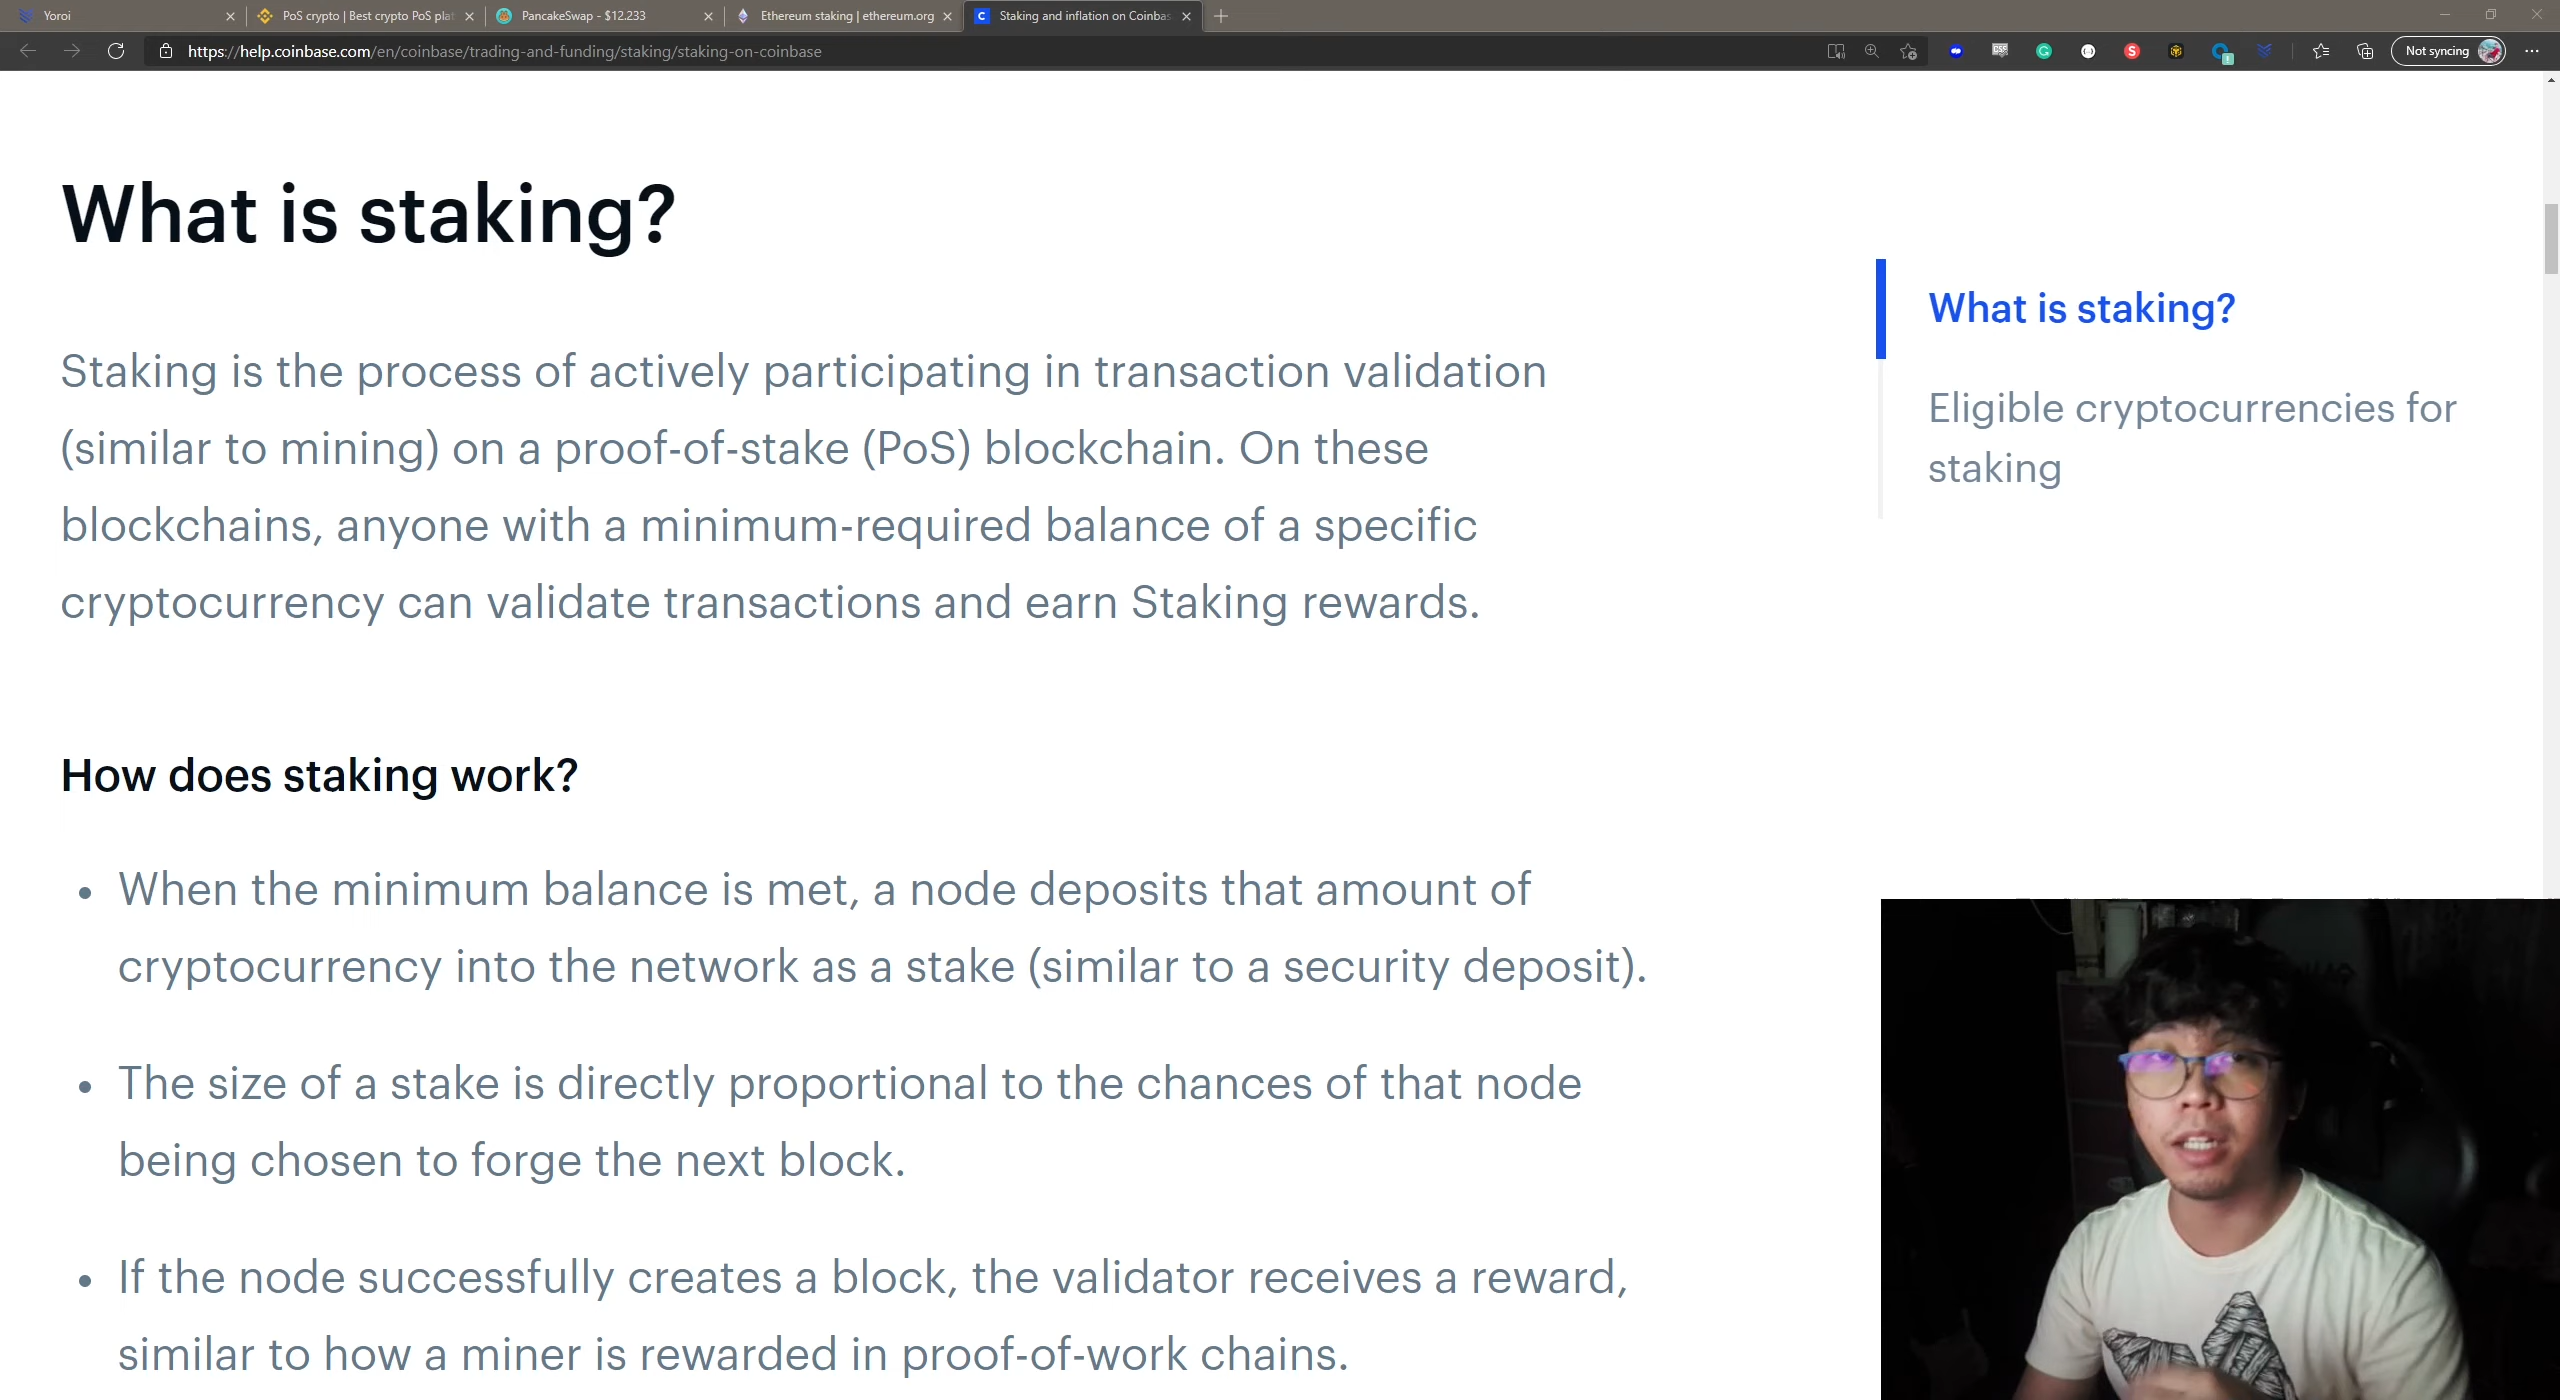 Yoroi
PoS crypto | Best crypto PoS plat
PancakeSwap - $12.233
Ethereum staking | ethereum.org
Staking and inflation on Coinbas
https://help.coinbase.com/en/coinbase/trading-and-funding/staking/staking-on-coinbase
Not syncing
What is staking?
Staking is the process of actively participating in transaction validation
(similar to mining) on a proof-of-stake (PoS) blockchain. On these
blockchains, anyone with a minimum-required balance of a specific
cryptocurrency can validate transactions and earn Staking rewards.
What is staking?
Eligible cryptocurrencies for
staking
How does staking work?
• When the minimum balance is met, a node deposits that amount of
cryptocurrency into the network as a stake (similar to a security deposit).
• The size of a stake is directly proportional to the chances of that node
being chosen to forge the next block.
• If the node successfully creates a block, the validator receives a reward,
similar to how a miner is rewarded in proof-of-work chains.